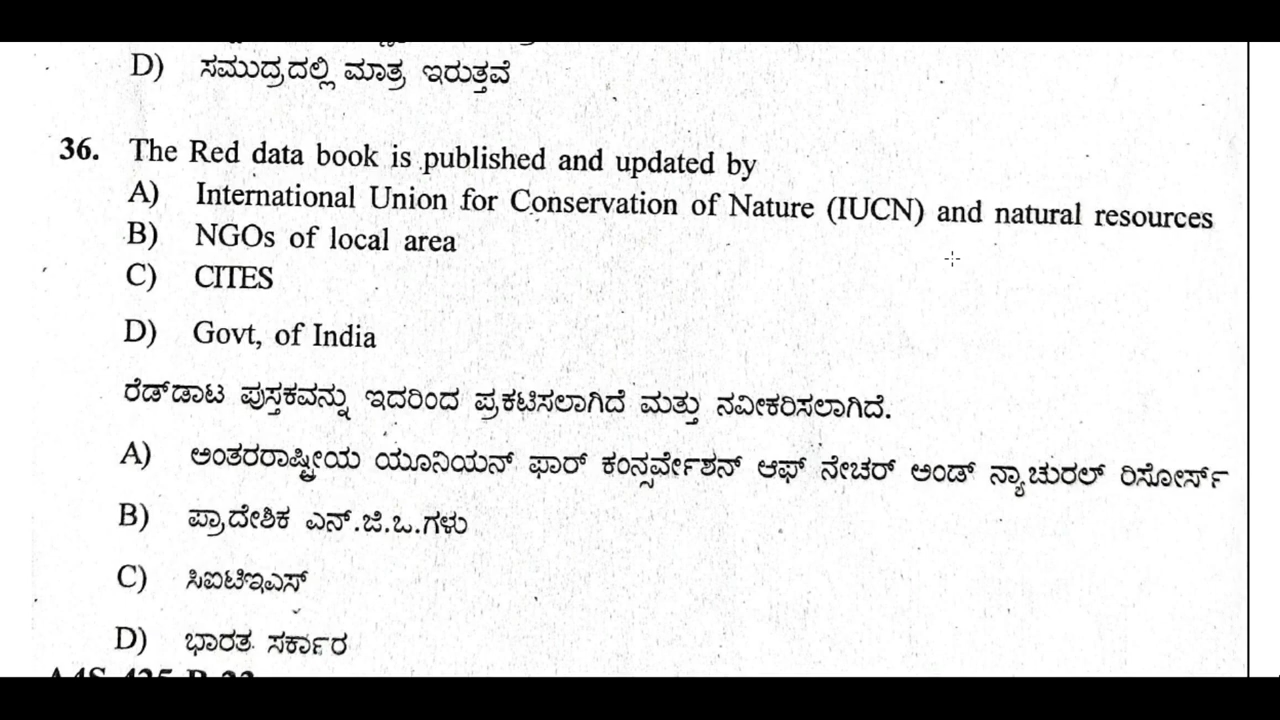 D) ಸಮುದ್ರದಲ್ಲಿ ಮಾತ್ರ ಇರುತ್ತವೆ
36. The Red data book is published and updated by
A) International Union for Conservation of Nature (IUCN) and natural resources
B) NGOs of local area
C) CITES
D) Govt, of India
ರೆಡ್‌ಡಾಟ ಪುಸ್ತಕವನ್ನು ಇದರಿಂದ ಪ್ರಕಟಿಸಲಾಗಿದೆ ಮತ್ತು ನವೀಕರಿಸಲಾಗಿದೆ.
A) ಅಂತರರಾಷ್ಟ್ರೀಯ ಯೂನಿಯನ್ ಫಾರ್ ಕಂನ್ಸರ್ವೇಶನ್ ಆಫ್ ನೇಚರ್ ಅಂಡ್ ನ್ಯಾಚುರಲ್ ರಿಸೋರ್ಸ್
B) ಪ್ರಾದೇಶಿಕ ಎನ್.ಜಿ.ಒ.ಗಳು
C) ಸಿಐಟಿಇಎಸ್
D) ಭಾರತ ಸರ್ಕಾರ